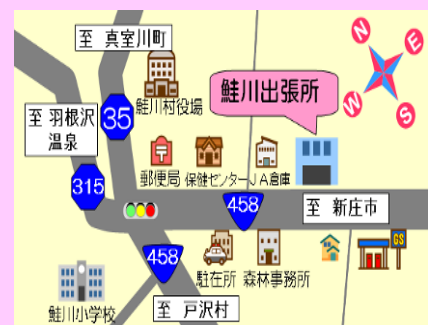 至 真室川町
鮭川村役場
鮭川出張所
N
E
W
S
至 羽根沢
温泉
35
315
郵便局
保健センター
JA倉庫
458
至 新庄市
458
駐在所
森林事務所
GS
鮭川小学校
至 戸沢村